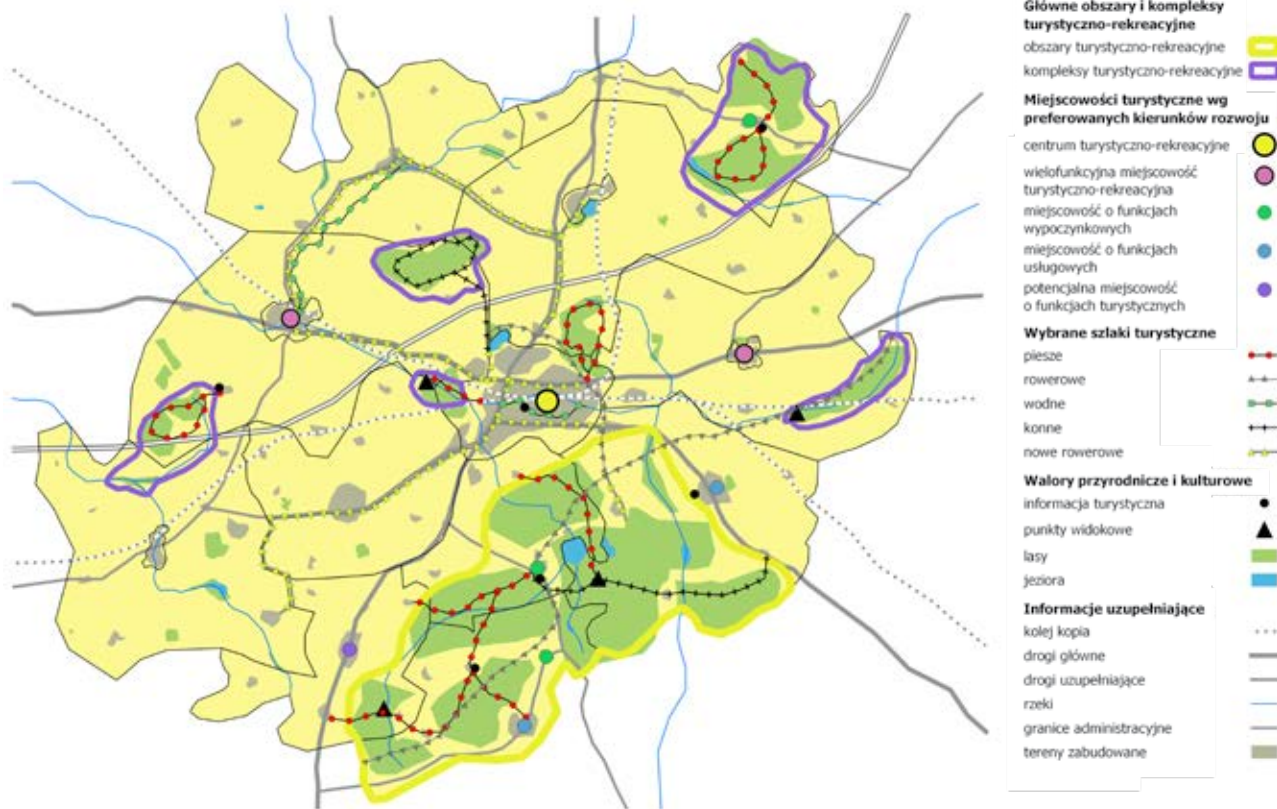 Główne obszary i kompleksy
turystyczno-rekreacyjne
obszary turystyczno-rekreacyjne
kompleksy turystyczno-rekreacyjne
Miejscowości turystyczne wg
preferowanych kierunków rozwoju
centrum turystyczno-rekreacyjne
wielofunkcyjna miejscowość
turystyczno-rekreacyjna
miejscowość o funkcjach
wypoczynkowych
miejscowość o funkcjach
usługowych
potencjalna miejscowość
o funkcjach turystycznych
Wybrane szlaki turystyczne
piesze
rowerowe
wodne
konne
nowe rowerowe
Walory przyrodnicze i kulturowe
informacja turystyczna
punkty widokowe
lasy
jeziora
Informacje uzupełniające
kolej kopia
drogi główne
drogi uzupełniające
rzeki
granice administracyjne
tereny zabudowane